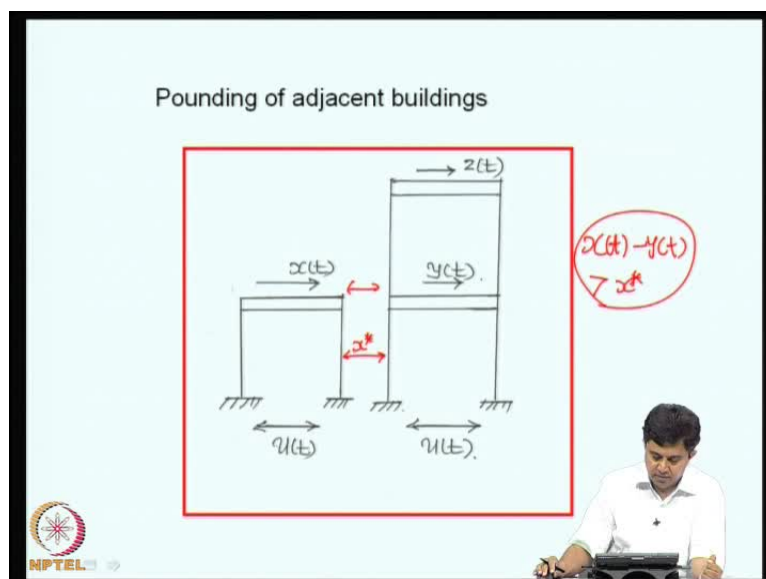 Pounding of adjacent buildings
z(t)
x(t)
y(t).
x(t) - y(t)
> x*
x*
u(t)
u(t).
NPTEL